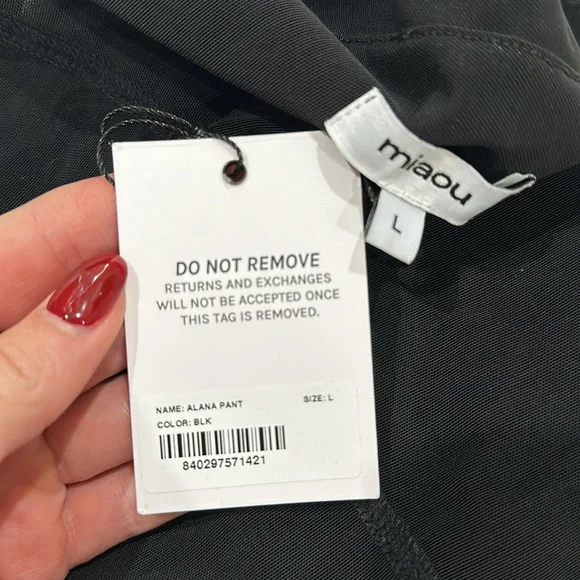 miaou
L
DO NOT REMOVE
RETURNS AND EXCHANGES
WILL NOT BE ACCEPTED ONCE
THIS TAG IS REMOVED.
NAME: ALANA PANT SIZE: L
COLOR: BLK
840297571421